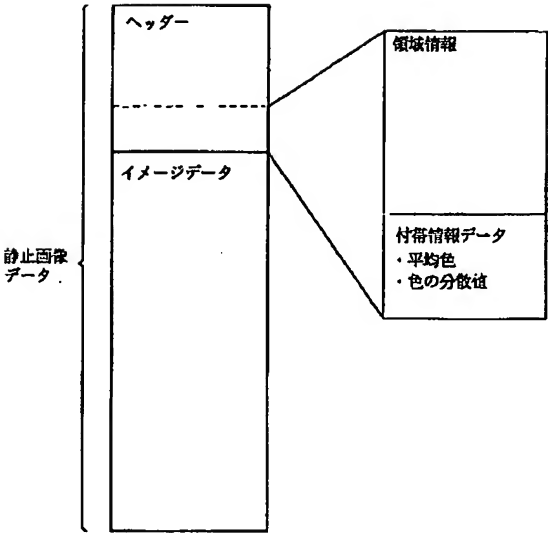 ヘッダー
領域情報
イメージデータ
付帯情報データ
・平均色
・色の分散値
静止画像
データ